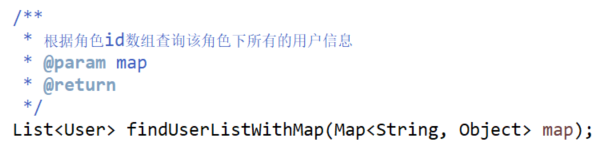 /**
 * 根据角色id数组查询该角色下所有的用户信息
 * @param map
 * @return
 */
List<User> findUserListWithMap(Map<String, Object> map);